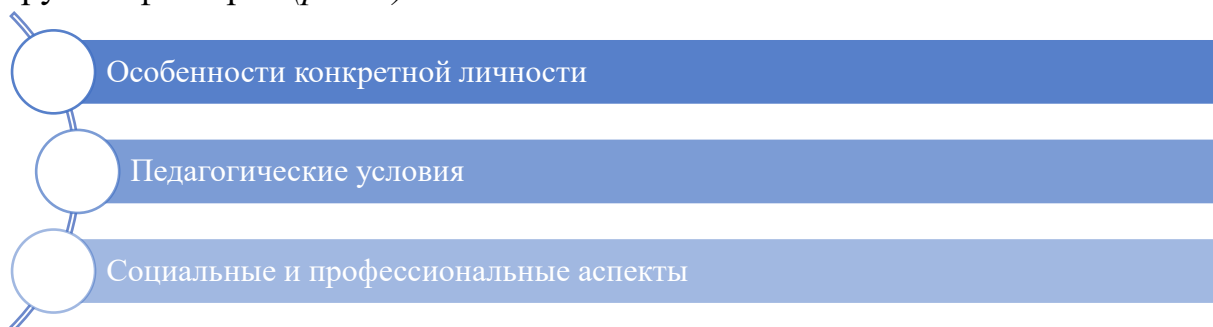 Особенности конкретной личности
Педагогические условия
Социальные и профессиональные аспекты